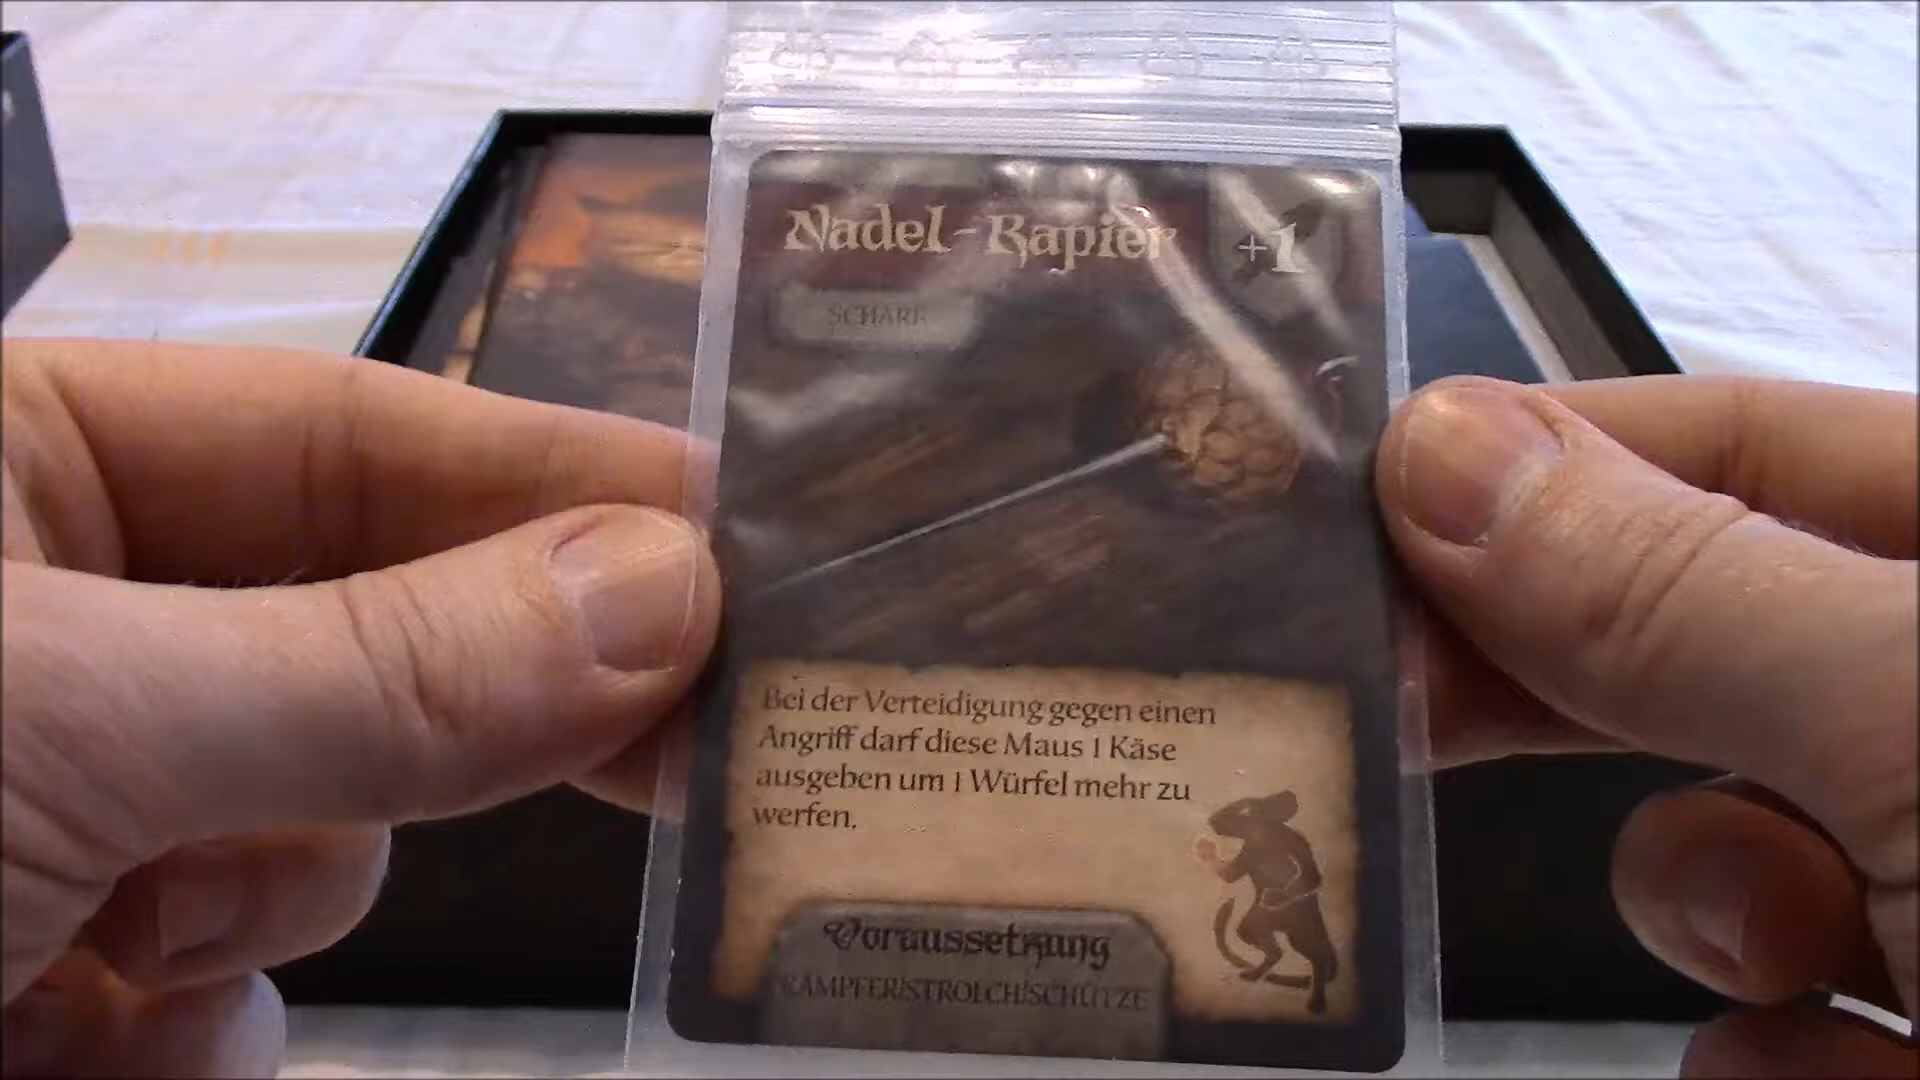 Nadel-Rapier +1
SCHARF
Bei der Verteidigung gegen einen
Angriff darf diese Maus 1 Käse
ausgeben um 1 Würfel mehr zu
werfen.
Voraussetzung
KÄMPFER/STROLCH/SCHÜTZE